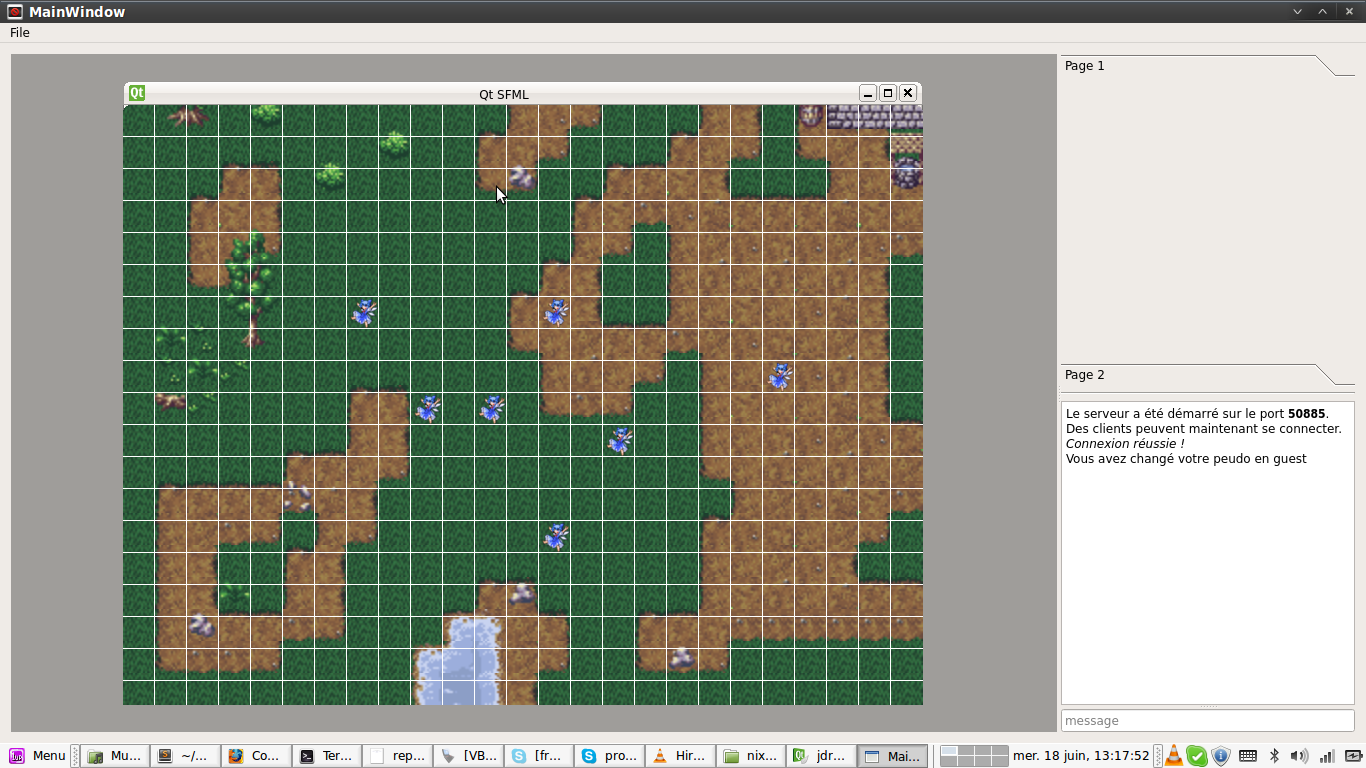 MainWindow
File
Page 1
Qt Qt SFML
Page 2
Le serveur a été démarré sur le port 50885.
Des clients peuvent maintenant se connecter.
Connexion réussie !
Vous avez changé votre peudo en guest
message
Menu Mu... ~/... Co... Ter... rep... [VB... [fr... pro... Hir... nix... jdr... Mai... mer. 18 juin, 13:17:52